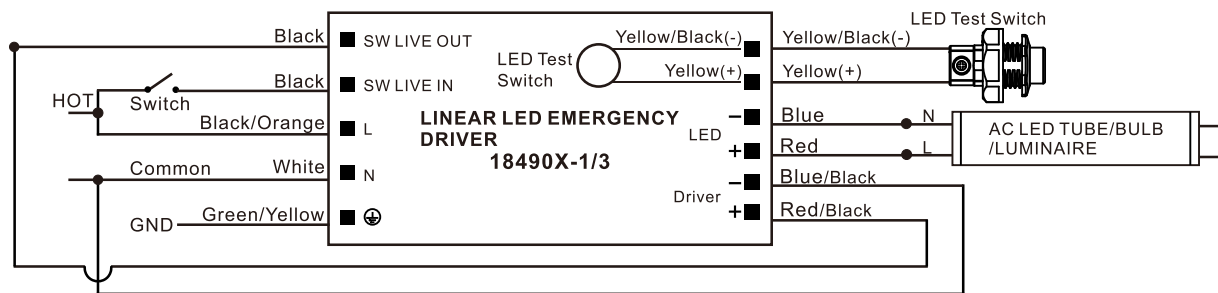 Black
SW LIVE OUT
LED Test
Switch
Yellow/Black(-)
Yellow/Black(-)
LED Test Switch
Yellow(+)
Yellow(+)
HOT
Switch
Black
SW LIVE IN
Black/Orange
L
LINEAR LED EMERGENCY
DRIVER
18490X-1/3
LED
−
Blue
N
+
Red
L
AC LED TUBE/BULB
/LUMINAIRE
Common
White
N
Driver
−
Blue/Black
+
Red/Black
GND
Green/Yellow